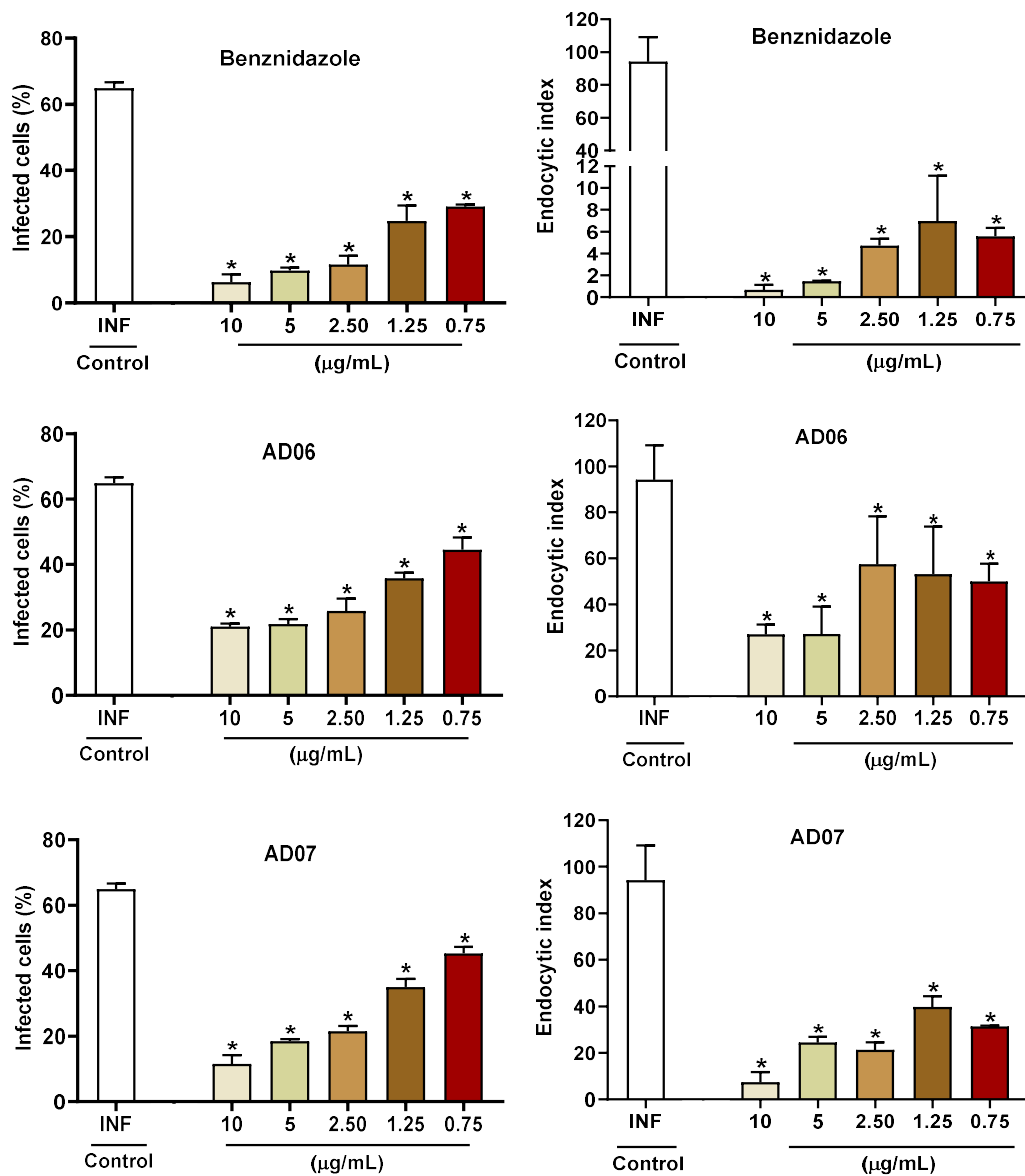 Benznidazole
Infected cells (%)
80
60
40
20
0
* * * * *
INF 10 5 2.50 1.25 0.75
Control (μg/mL)
Benznidazole
Endocytic index
120
100
80
60
40
12
10
8
6
4
2
0
* * * * *
INF 10 5 2.50 1.25 0.75
Control (μg/mL)
AD06
Infected cells (%)
80
60
40
20
0
* * * * *
INF 10 5 2.50 1.25 0.75
Control (μg/mL)
AD06
Endocytic index
120
100
80
60
40
20
0
* * * * *
INF 10 5 2.50 1.25 0.75
Control (μg/mL)
AD07
Infected cells (%)
80
60
40
20
0
* * * * *
INF 10 5 2.50 1.25 0.75
Control (μg/mL)
AD07
Endocytic index
120
100
80
60
40
20
0
* * * * *
INF 10 5 2.50 1.25 0.75
Control (μg/mL)